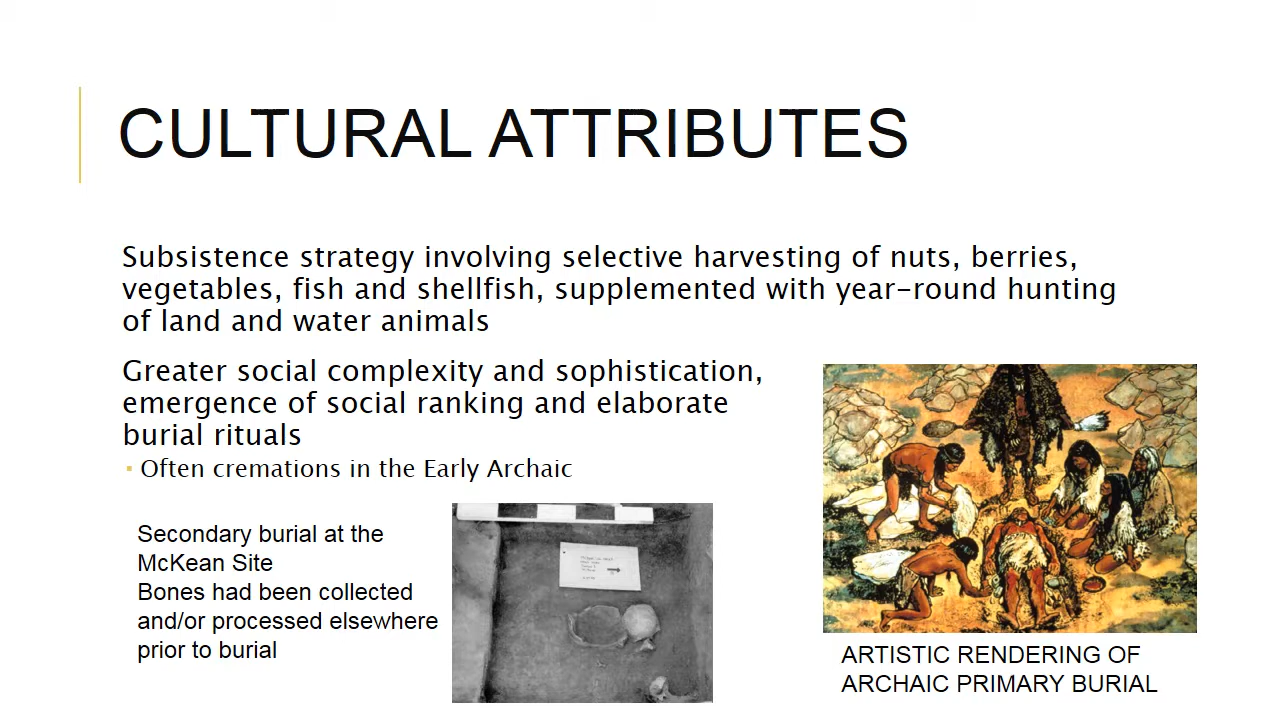 CULTURAL ATTRIBUTES
Subsistence strategy involving selective harvesting of nuts, berries,
vegetables, fish and shellfish, supplemented with year-round hunting
of land and water animals
Greater social complexity and sophistication,
emergence of social ranking and elaborate
burial rituals
▪ Often cremations in the Early Archaic
Secondary burial at the
McKean Site
Bones had been collected
and/or processed elsewhere
prior to burial
ARTISTIC RENDERING OF
ARCHAIC PRIMARY BURIAL